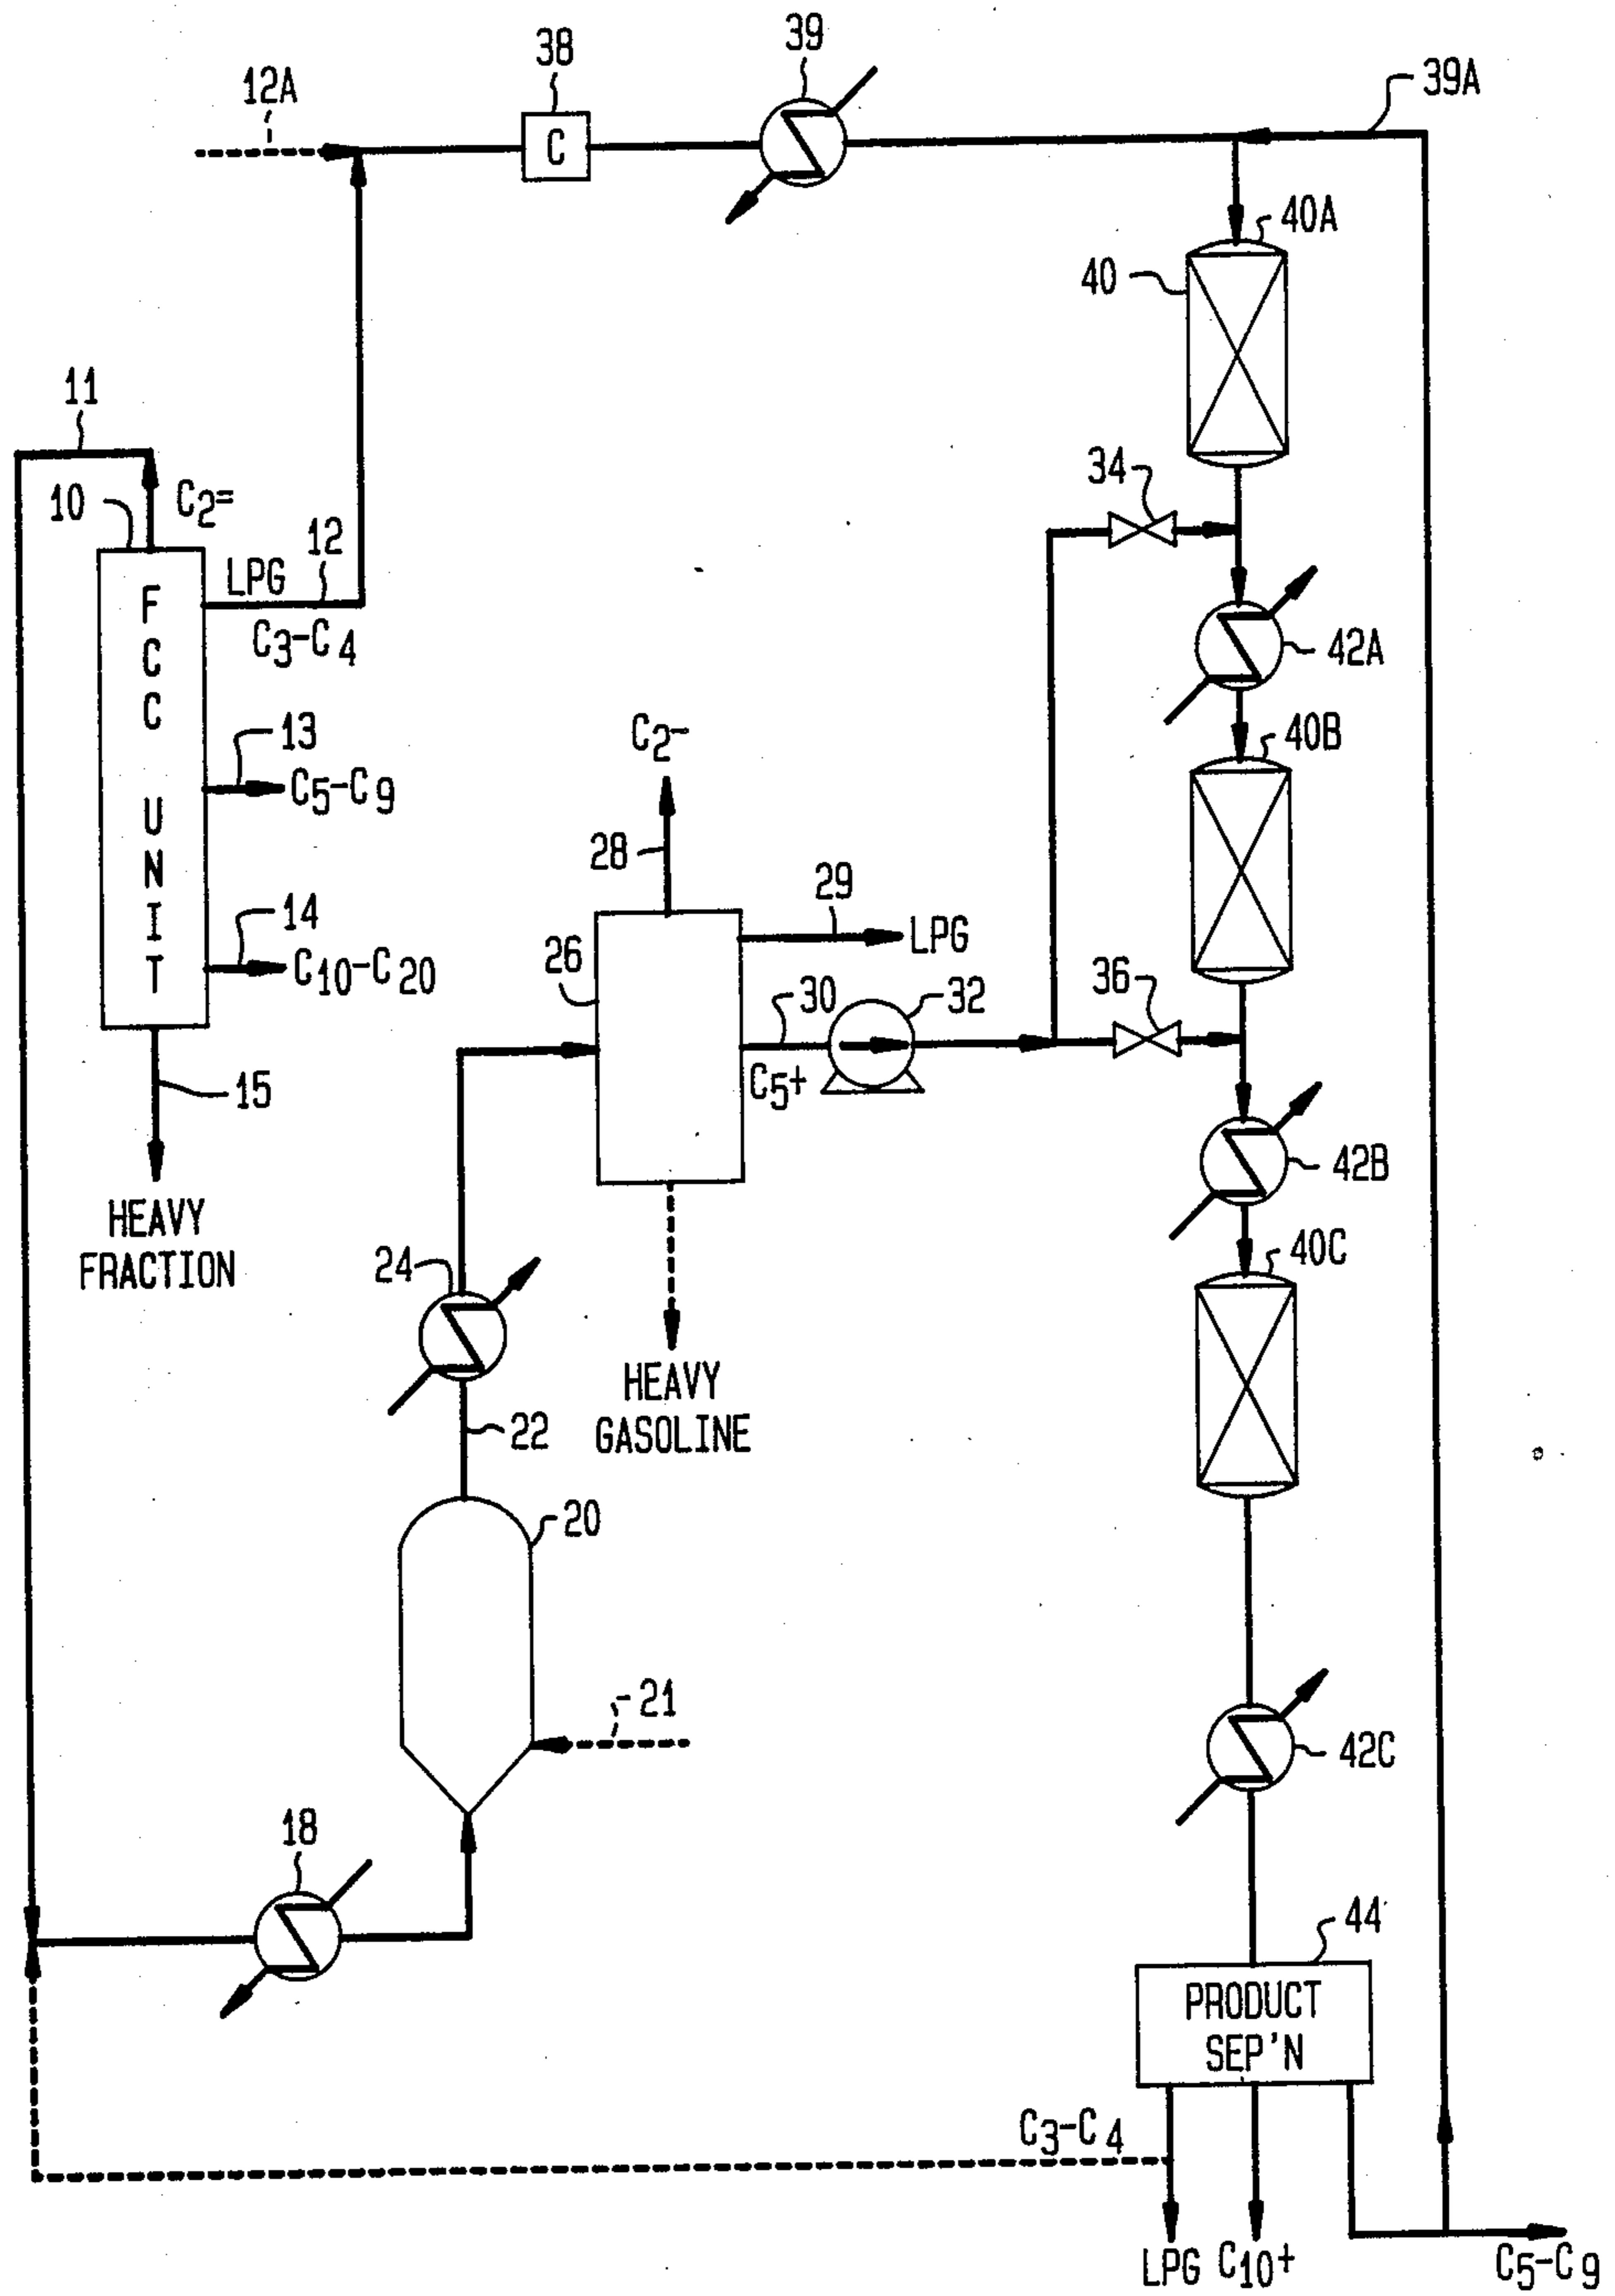 38
39
12A
39A
C
40A
40
11
34
10
C2=
12
LPG
C3-C4
42A
FCC UNIT
13
C2-
40B
C5-C9
28
29
14
LPG
26
C10-C20
30
32
36
15
C5+
42B
HEAVY
FRACTION
24
40C
HEAVY
GASOLINE
22
20
21
42C
18
44
PRODUCT
SEP'N
C3-C4
LPG
C10+
C5-C9